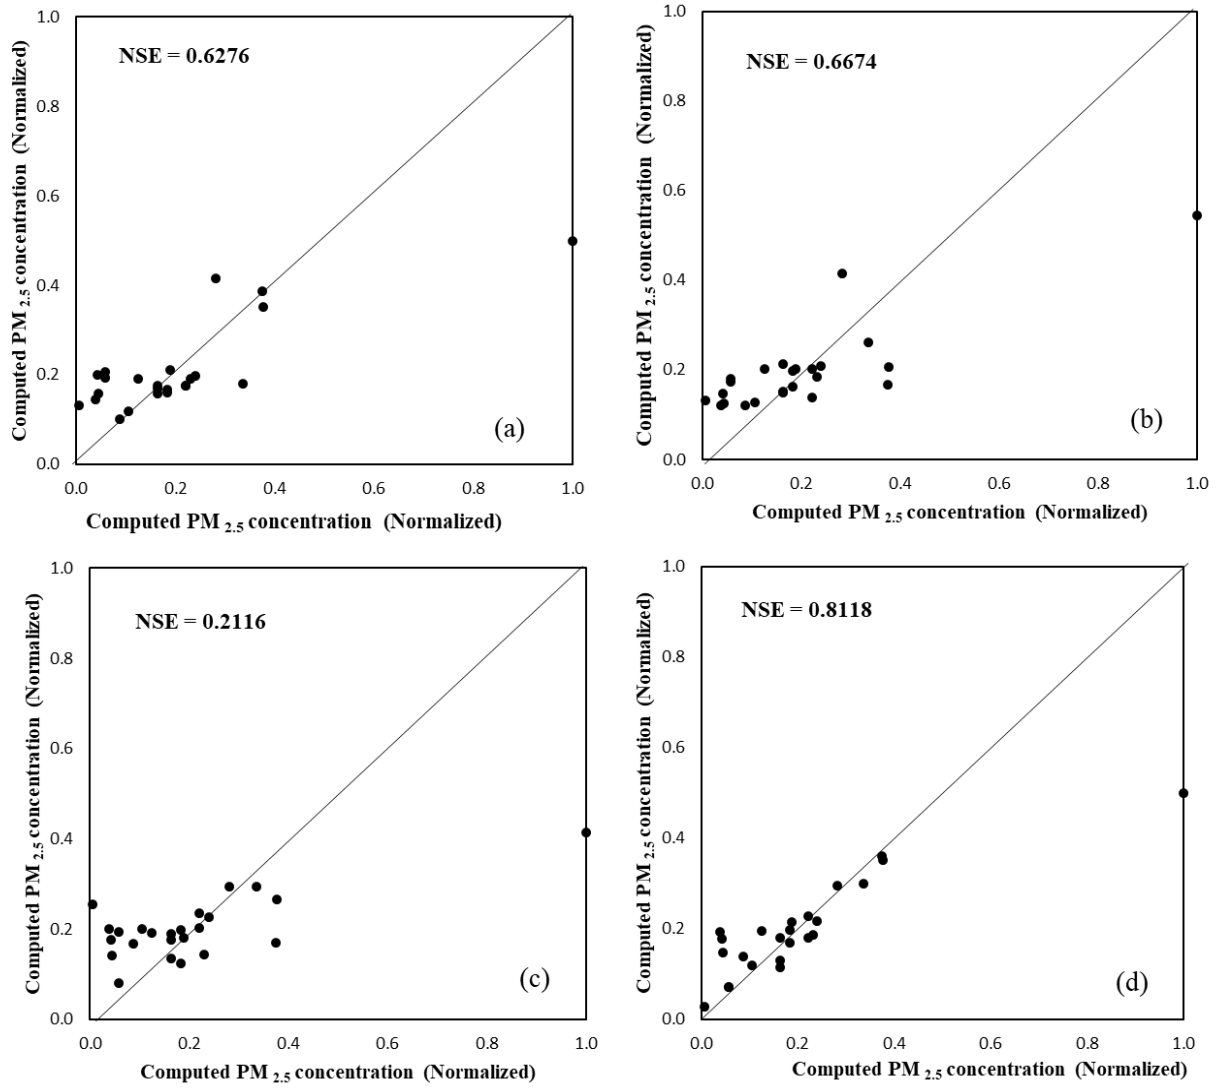 1.0
NSE = 0.6276
0.8
0.6
0.4
0.2
0.0
(a)
0.0 0.2 0.4 0.6 0.8 1.0
Computed PM 2.5 concentration (Normalized)
Computed PM 2.5 concentration (Normalized)
1.0
NSE = 0.6674
0.8
0.6
0.4
0.2
0.0
(b)
0.0 0.2 0.4 0.6 0.8 1.0
Computed PM 2.5 concentration (Normalized)
Computed PM 2.5 concentration (Normalized)
1.0
NSE = 0.2116
0.8
0.6
0.4
0.2
0.0
(c)
0.0 0.2 0.4 0.6 0.8 1.0
Computed PM 2.5 concentration (Normalized)
Computed PM 2.5 concentration (Normalized)
1.0
NSE = 0.8118
0.8
0.6
0.4
0.2
0.0
(d)
0.0 0.2 0.4 0.6 0.8 1.0
Computed PM 2.5 concentration (Normalized)
Computed PM 2.5 concentration (Normalized)